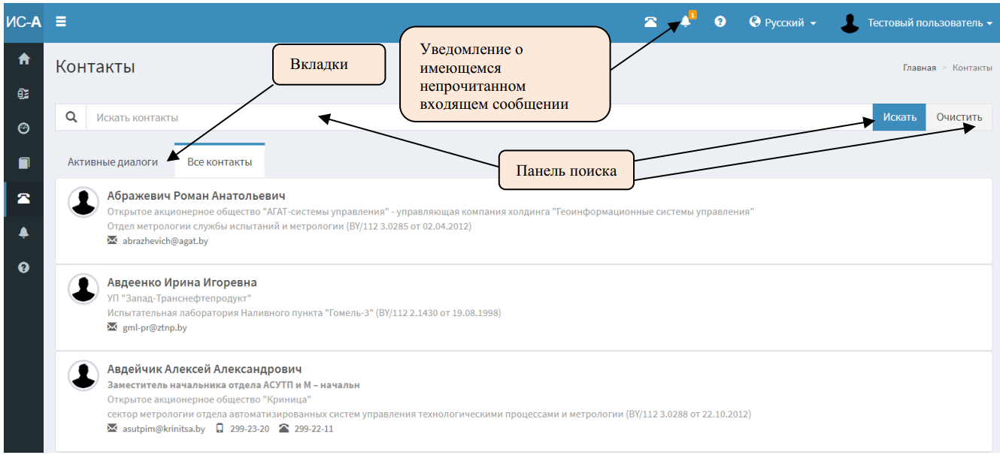 ИС-А
1
Русский
Тестовый пользователь
Контакты
Вкладки
Уведомление о
имеющемся
непрочитанном
входящем сообщении
Главная > Контакты
Искать контакты
Искать
Очистить
Активные диалоги
Все контакты
Панель поиска
Абражевич Роман Анатольевич
Открытое акционерное общество "АГАТ-системы управления" - управляющая компания холдинга "Геоинформационные системы управления"
Отдел метрологии службы испытаний и метрологии (BY/112 3.0285 от 02.04.2012)
abrazhevich@agat.by
Авдеенко Ирина Игоревна
УП "Запад-Транснефтепродукт"
Испытательная лаборатория Наливного пункта "Гомель-3" (BY/112 2.1430 от 19.08.1998)
gml-pr@ztnp.by
Авдейчик Алексей Александрович
Заместитель начальника отдела АСУТП и М – начальн
Открытое акционерное общество "Криница"
сектор метрологии отдела автоматизированных систем управления технологическими процессами и метрологии (BY/112 3.0288 от 22.10.2012)
asutpim@krinitsa.by 299-23-20 299-22-11